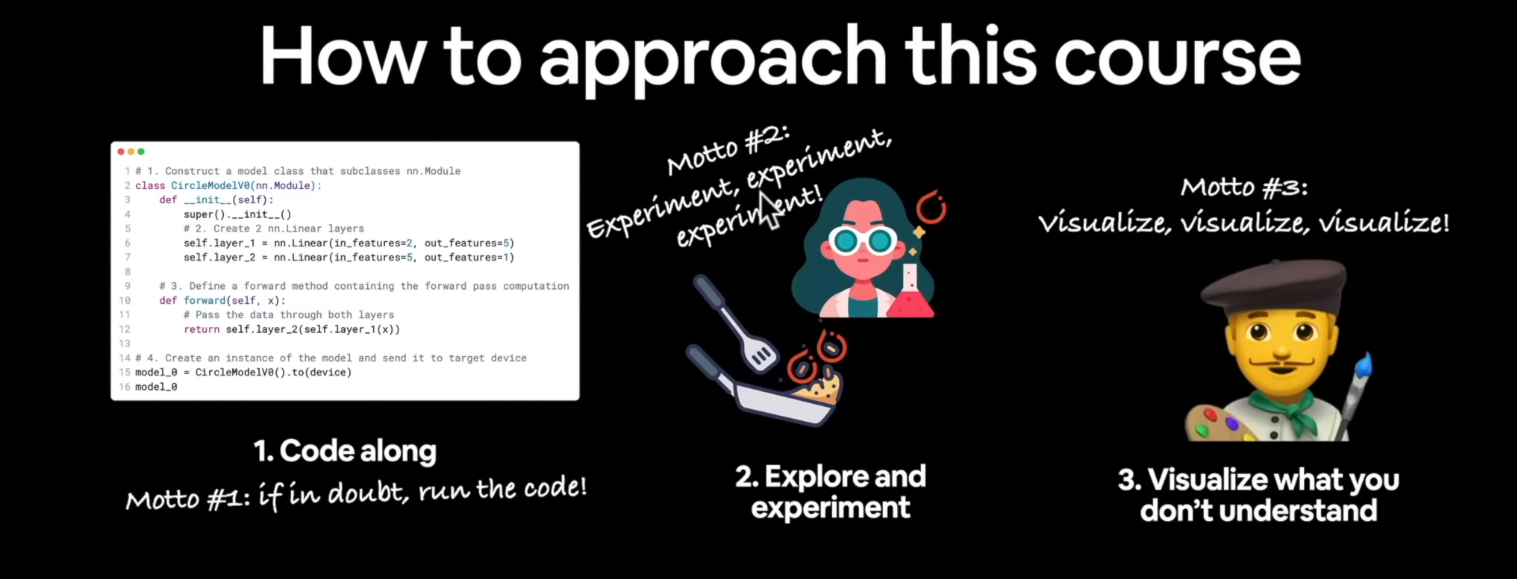 How to approach this course
1 # 1. Construct a model class that subclasses nn.Module
2 class CircleModelV0(nn.Module):
3     def __init__(self):
4         super().__init__()
5         # 2. Create 2 nn.Linear layers
6         self.layer_1 = nn.Linear(in_features=2, out_features=5)
7         self.layer_2 = nn.Linear(in_features=5, out_features=1)
8
9     # 3. Define a forward method containing the forward pass computation
10     def forward(self, x):
11         # Pass the data through both layers
12         return self.layer_2(self.layer_1(x))
13
14 # 4. Create an instance of the model and send it to target device
15 model_0 = CircleModelV0().to(device)
16 model_0
1. Code along
Motto #1: if in doubt, run the code!
Motto #2:
Experiment, experiment,
experiment!
2. Explore and
experiment
Motto #3:
Visualize, visualize, visualize!
3. Visualize what you
don't understand